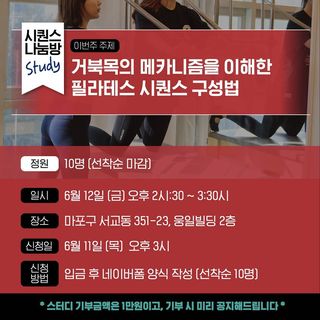 시퀀스
나눔방
Study
이번주 주제
거북목의 메카니즘을 이해한
필라테스 시퀀스 구성법
정원 10명 (선착순 마감)
일시 6월 12일 (금) 오후 2시:30 ~ 3:30시
장소 마포구 서교동 351-23, 웅일빌딩 2층
신청일 6월 11일 (목) 오후 3시
신청
방법 입금 후 네이버폼 양식 작성 (선착순 10명)
* 스터디 기부금액은 1만원이고, 기부 시 미리 공지해드립니다 *